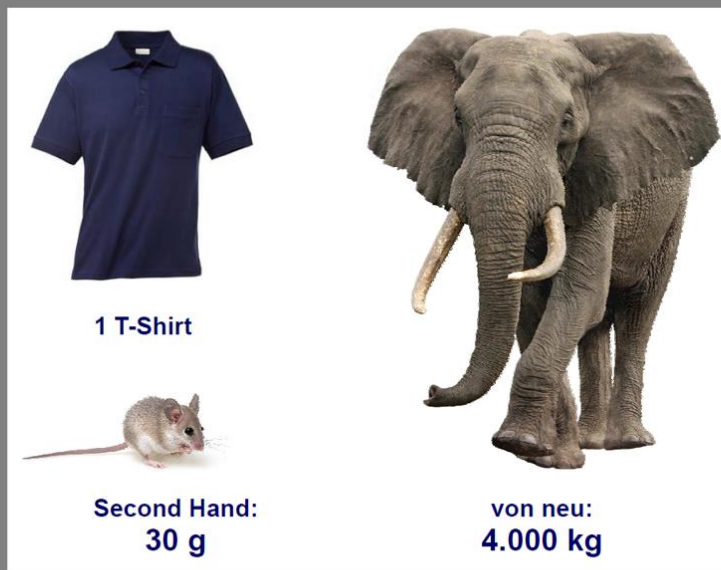 1 T-Shirt
Second Hand:
30 g
von neu:
4.000 kg